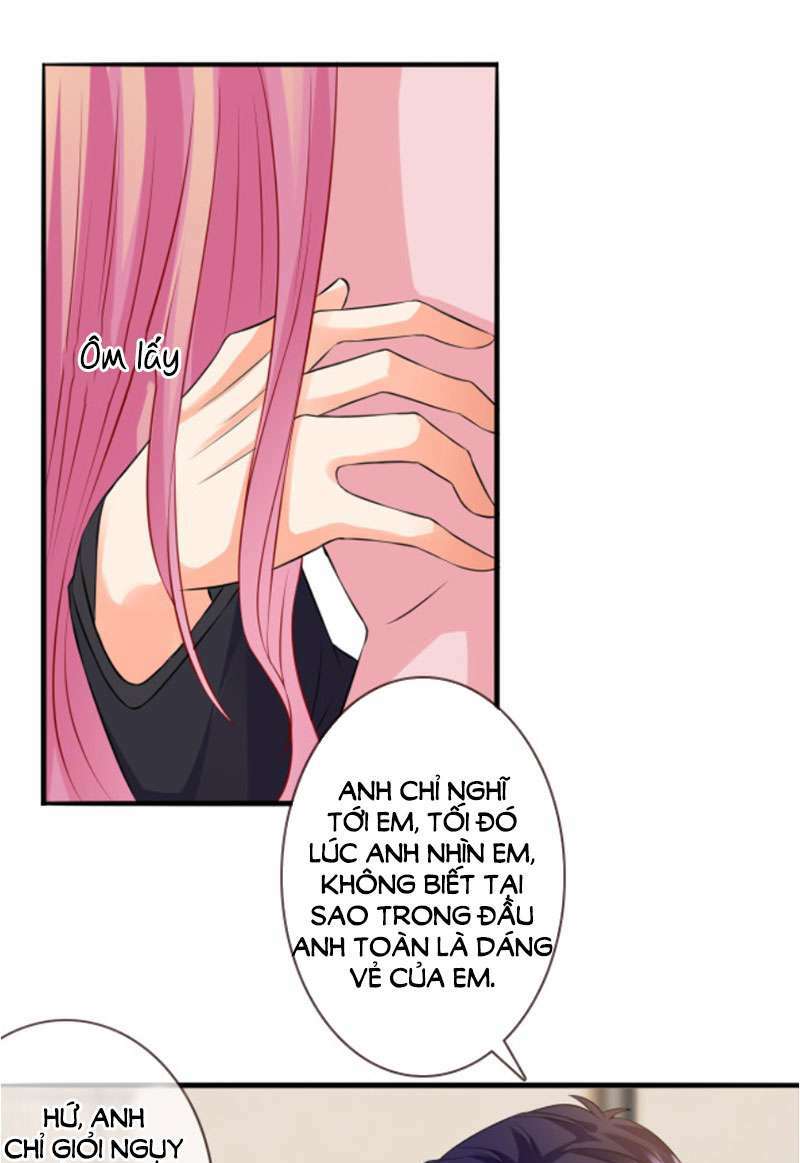 Ôm lấy
ANH CHỈ NGHĨ
TỚI EM, TỐI ĐÓ
LÚC ANH NHÌN EM,
KHÔNG BIẾT TẠI
SAO TRONG ĐẦU
ANH TOÀN LÀ DÁNG
VẺ CỦA EM.
HỨ, ANH
CHỈ GIỎI NGỤY